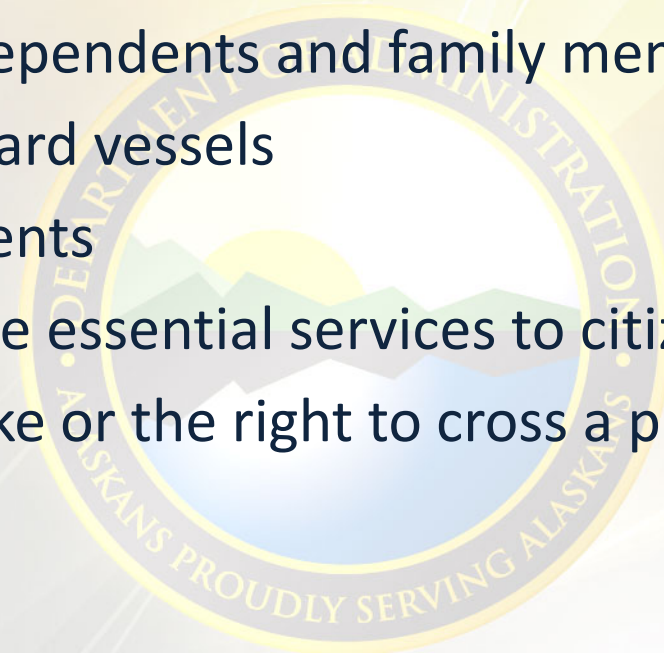 ependents and family mer
ard vessels
ents
e essential services to citiz
ke or the right to cross a p
DEPARTMENT OF ADMINISTRATION
ALASKANS PROUDLY SERVING ALASKANS